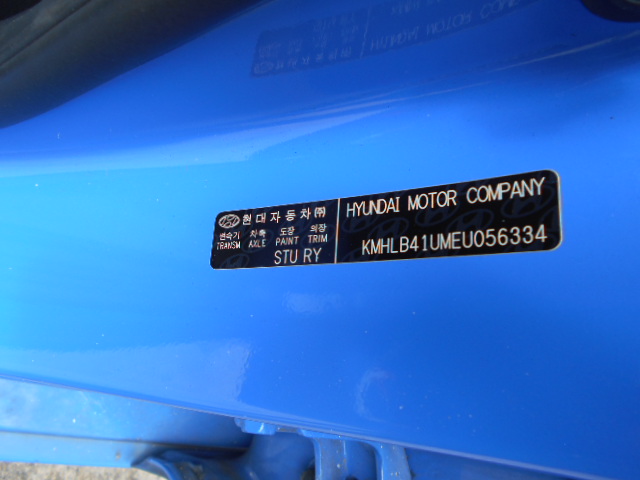 현대자동차㈜
변속기 차축 도장 의장
TRANSM AXLE PAINT TRIM
STU RY
HYUNDAI MOTOR COMPANY
KMHLB41UMEU056334